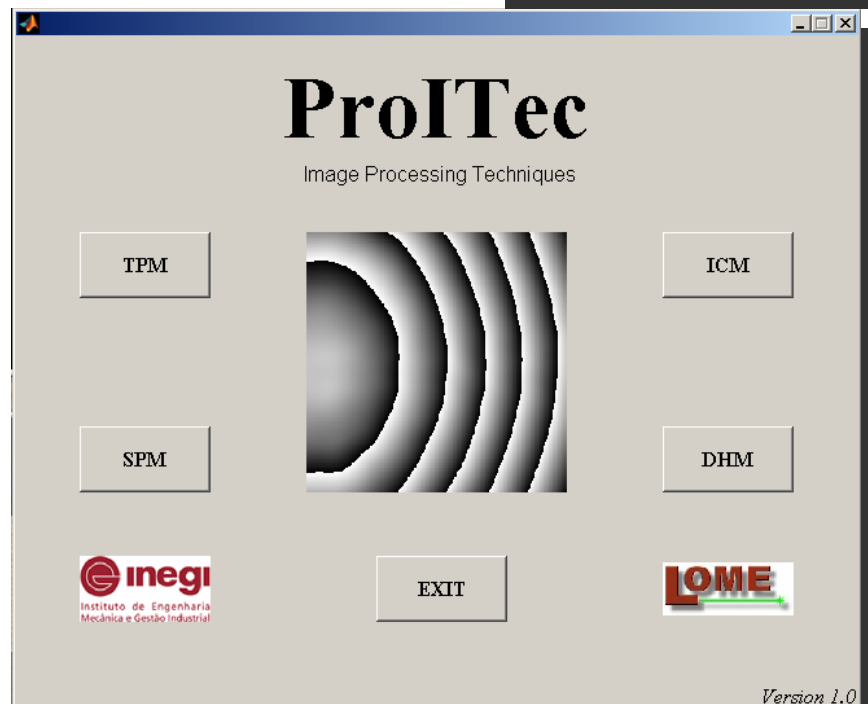 ProITec
Image Processing Techniques
TPM
ICM
SPM
DHM
inegi
Instituto de Engenharia
Mecânica e Gestão Industrial
EXIT
LOME
Version 1.0